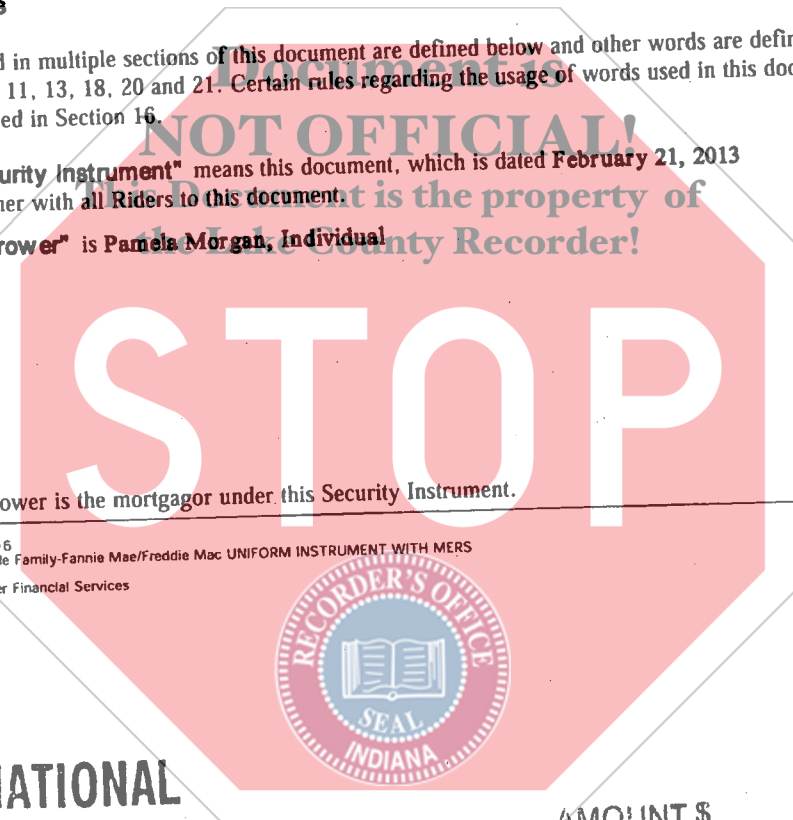 d in multiple sections of this document are defined below and other words are defin
11, 13, 18, 20 and 21. Certain rules regarding the usage of words used in this doc
ed in Section 16.
Document is
NOT OFFICIAL!
This Document is the property of
the Lake County Recorder!
urity Instrument" means this document, which is dated February 21, 2013
her with all Riders to this document.
rower" is Pamela Morgan, Individual
STOP
ower is the mortgagor under this Security Instrument.
6
le Family-Fannie Mae/Freddie Mac UNIFORM INSTRUMENT WITH MERS
er Financial Services
RECORDER'S OFFICE
SEAL
INDIANA
NATIONAL
AMOUNT $